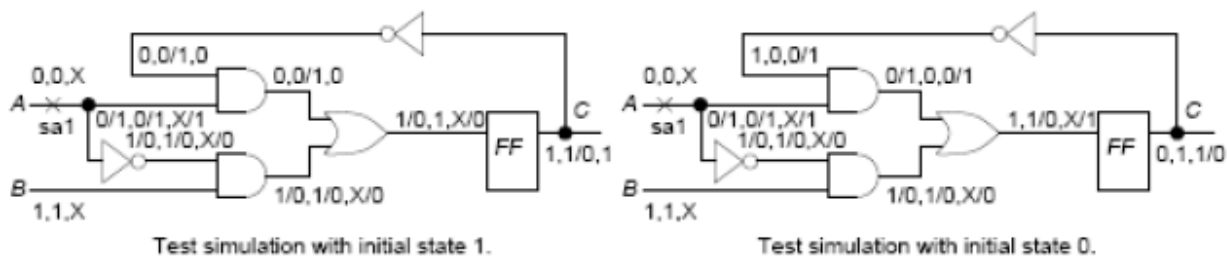 0,0/1,0
0,0,X
0,0/1,0
A
sa1
0/1,0/1,X/1
1/0,1/0,X/0
1/0,1,X/0
C
FF
1,1/0,1
B
1/0,1/0,X/0
1,1,X
Test simulation with initial state 1.
1,0,0/1
0,0,X
0/1,0,0/1
A
sa1
0/1,0/1,X/1
1/0,1/0,X/0
1,1/0,X/1
C
FF
0,1,1/0
B
1/0,1/0,X/0
1,1,X
Test simulation with initial state 0.